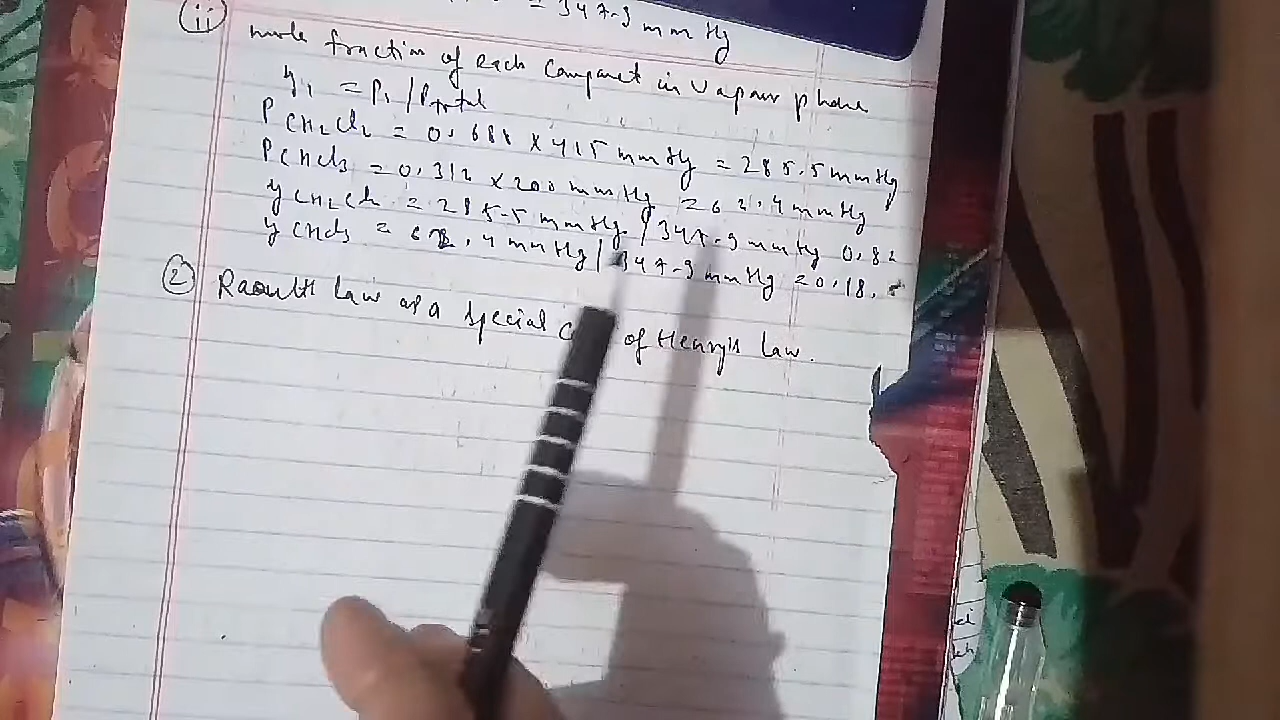 = 347.9 mm Hg
(ii) mole fraction of each component in vapour phase
y1 = P1 / Ptotal
P CH2Cl2 = 0.688 × 415 mm Hg = 285.5 mm Hg
P CHCl3 = 0.312 × 200 mm Hg = 62.4 mm Hg
y CH2Cl2 = 285.5 mm Hg / 347.9 mm Hg 0.82
y CHCl3 = 62.4 mm Hg / 347.9 mm Hg = 0.18.
(2) Raoult's law as a special of Henry's law.